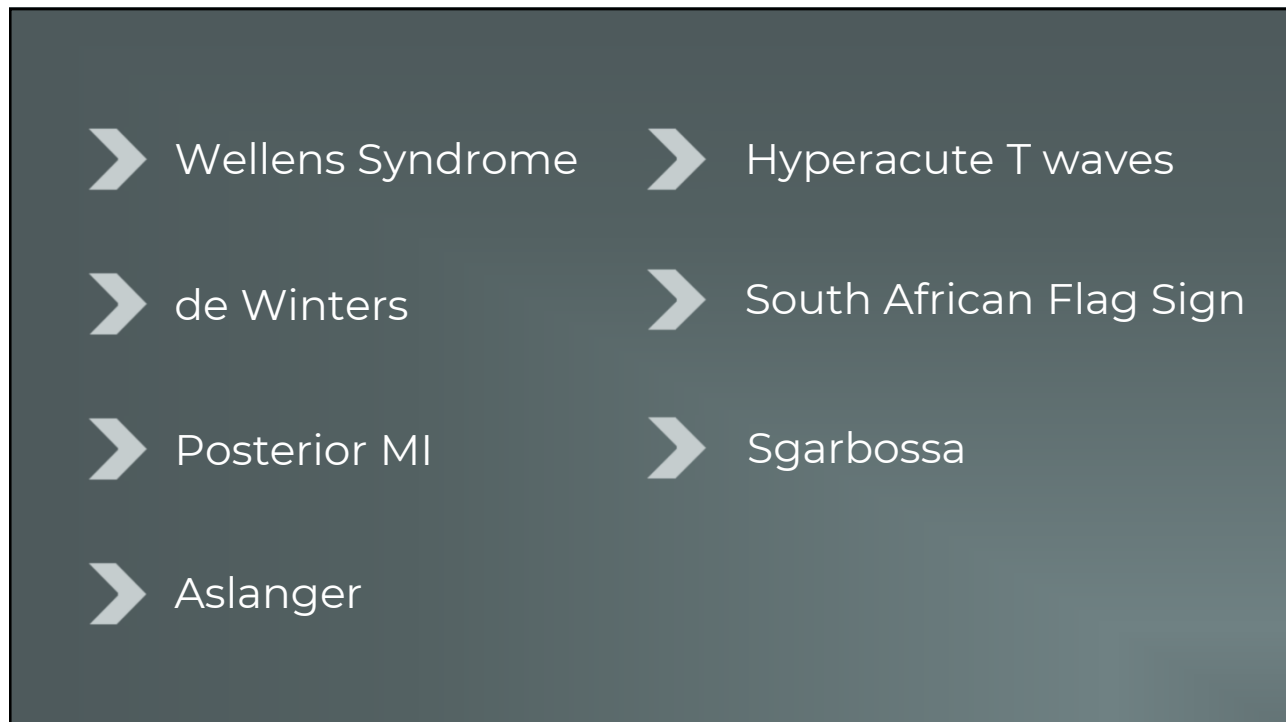 Wellens Syndrome
de Winters
Posterior MI
Aslanger
Hyperacute T waves
South African Flag Sign
Sgarbossa